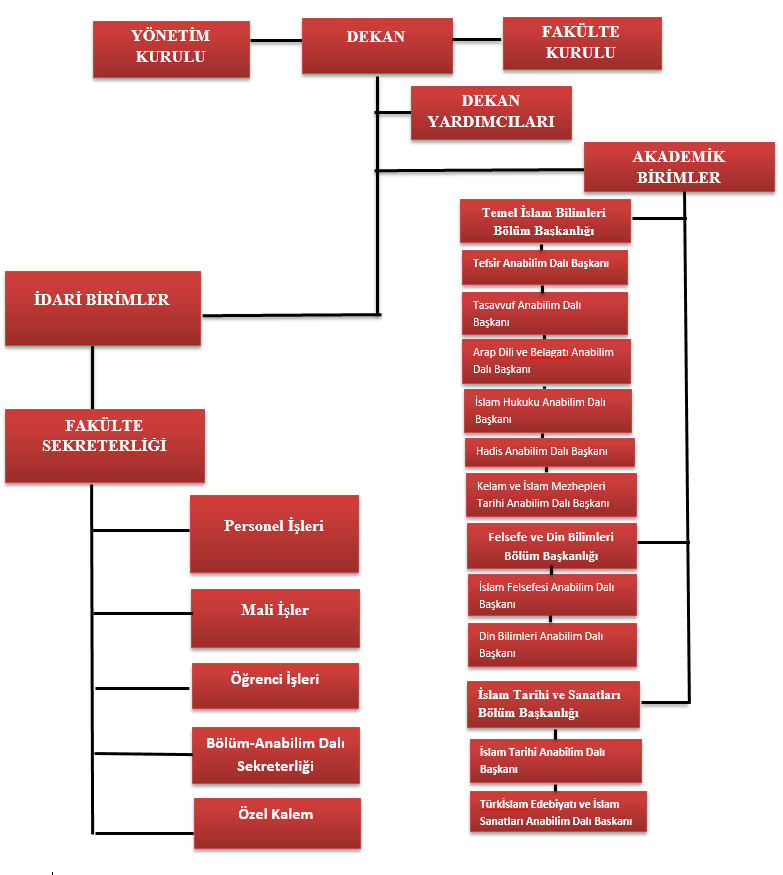 YÖNETİM
KURULU
DEKAN
FAKÜLTE
KURULU
DEKAN
YARDIMCILARI
AKADEMİK
BİRİMLER
İDARİ BİRİMLER
FAKÜLTE
SEKRETERLİĞİ
Personel İşleri
Mali İşler
Öğrenci İşleri
Bölüm-Anabilim Dalı
Sekreterliği
Özel Kalem
Temel İslam Bilimleri
Bölüm Başkanlığı
Tefsir Anabilim Dalı Başkanı
Tasavvuf Anabilim Dalı
Başkanı
Arap Dili ve Belagatı Anabilim
Dalı Başkanı
İslam Hukuku Anabilim Dalı
Başkanı
Hadis Anabilim Dalı Başkanı
Kelam ve İslam Mezhepleri
Tarihi Anabilim Dalı Başkanı
Felsefe ve Din Bilimleri
Bölüm Başkanlığı
İslam Felsefesi Anabilim Dalı
Başkanı
Din Bilimleri Anabilim Dalı
Başkanı
İslam Tarihi ve Sanatları
Bölüm Başkanlığı
İslam Tarihi Anabilim Dalı
Başkanı
Türkİslam Edebiyatı ve İslam
Sanatları Anabilim Dalı Başkanı